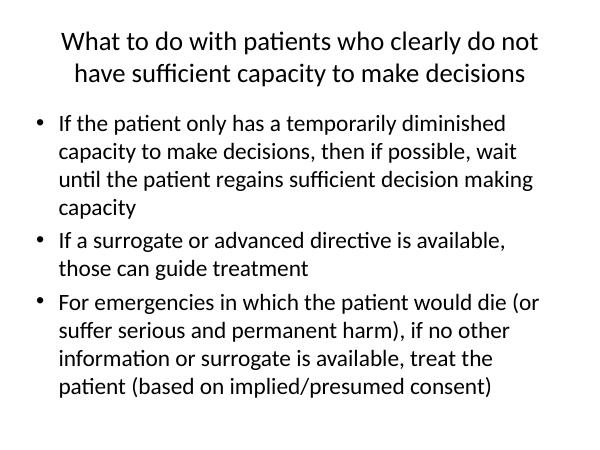 What to do with patients who clearly do not
have sufficient capacity to make decisions
• If the patient only has a temporarily diminished
capacity to make decisions, then if possible, wait
until the patient regains sufficient decision making
capacity
• If a surrogate or advanced directive is available,
those can guide treatment
• For emergencies in which the patient would die (or
suffer serious and permanent harm), if no other
information or surrogate is available, treat the
patient (based on implied/presumed consent)